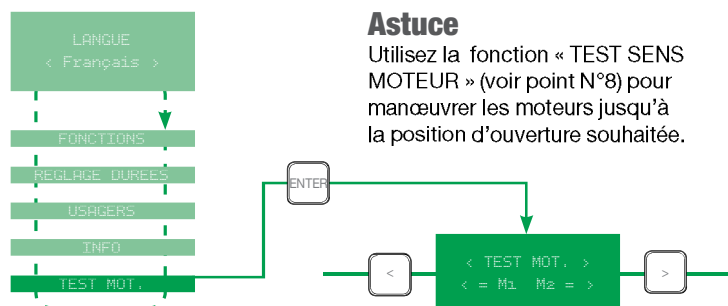 LANGUE
< Français >
FONCTIONS
REGLAGE DUREES
USAGERS
INFO
TEST MOT.
Astuce
Utilisez la fonction « TEST SENS
MOTEUR » (voir point N°8) pour
manœuvrer les moteurs jusqu'à
la position d'ouverture souhaitée.
ENTER
<
< TEST MOT. >
< = M1 M2 = >
>